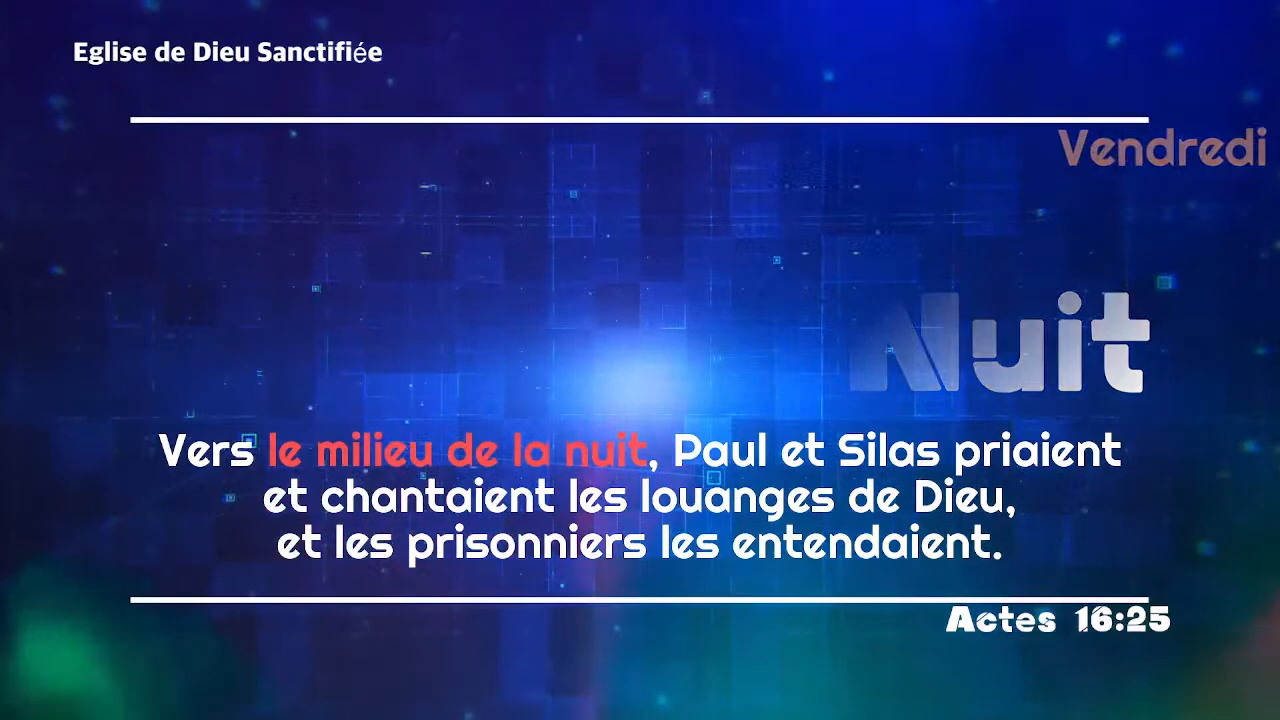 Eglise de Dieu Sanctifiée
Vendredi
Nuit
Vers le milieu de la nuit, Paul et Silas priaient
et chantaient les louanges de Dieu,
et les prisonniers les entendaient.
Actes 16:25